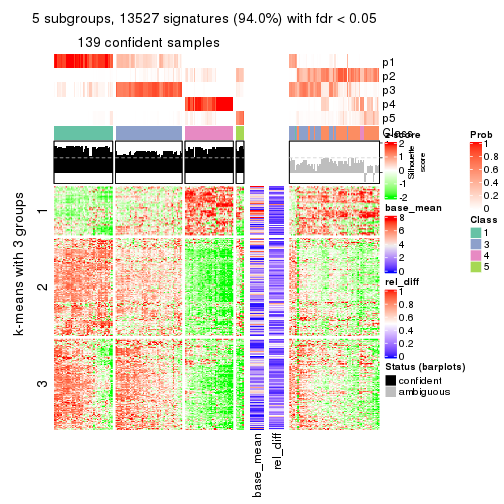 5 subgroups, 13527 signatures (94.0%) with fdr < 0.05
139 confident samples
p1
p2
p3
p4
p5
Class
z-score
2
1
0
-1
-2
Silhouette
score
base_mean
8
6
4
2
0
rel_diff
1
0.8
0.6
0.4
0.2
0
Status (barplots)
confident
ambiguous
Prob
1
0.8
0.6
0.4
0.2
0
Class
1
3
4
5
k-means with 3 groups
1
2
3
base_mean
rel_diff